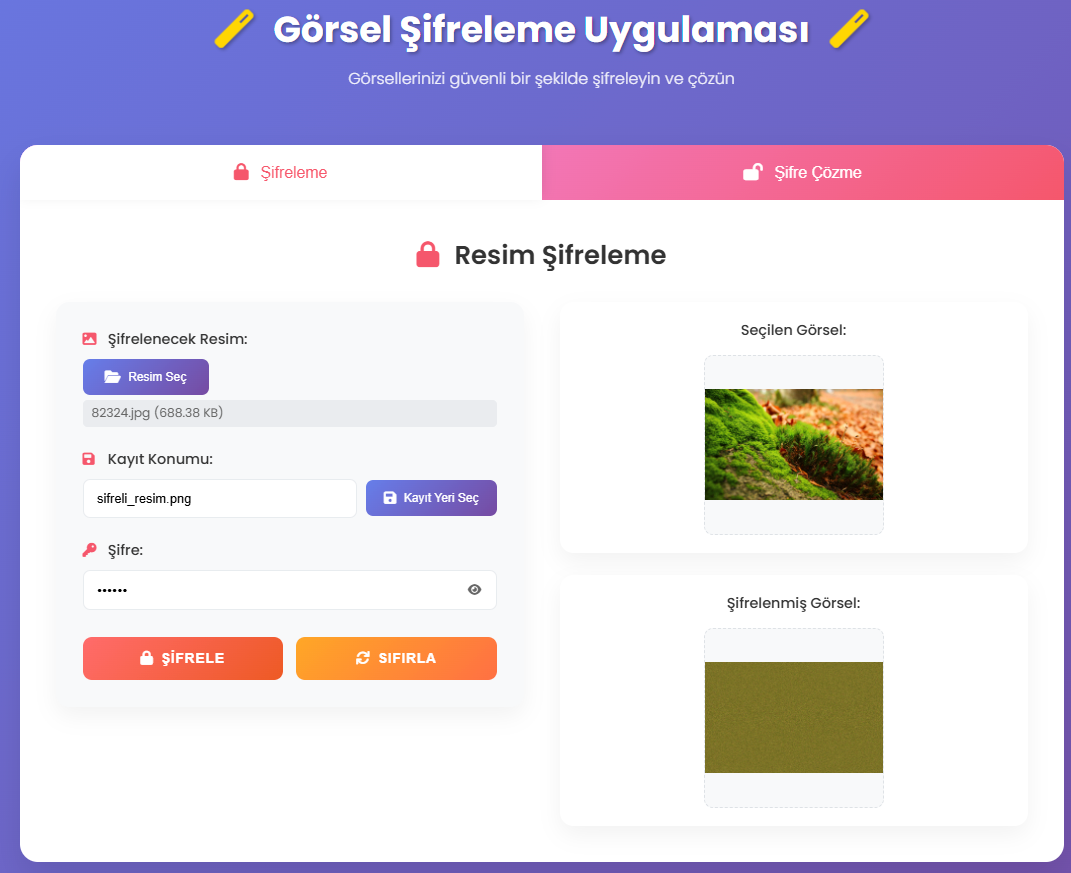 Görsel Şifreleme Uygulaması
Görsellerinizi güvenli bir şekilde şifreleyin ve çözün
Şifreleme
Şifre Çözme
Resim Şifreleme
Şifrelenecek Resim:
Resim Seç
82324.jpg (688.38 KB)
Kayıt Konumu:
sifreli_resim.png
Kayıt Yeri Seç
Şifre:
••••••
ŞİFRELE
SIFIRLA
Seçilen Görsel:
Şifrelenmiş Görsel: